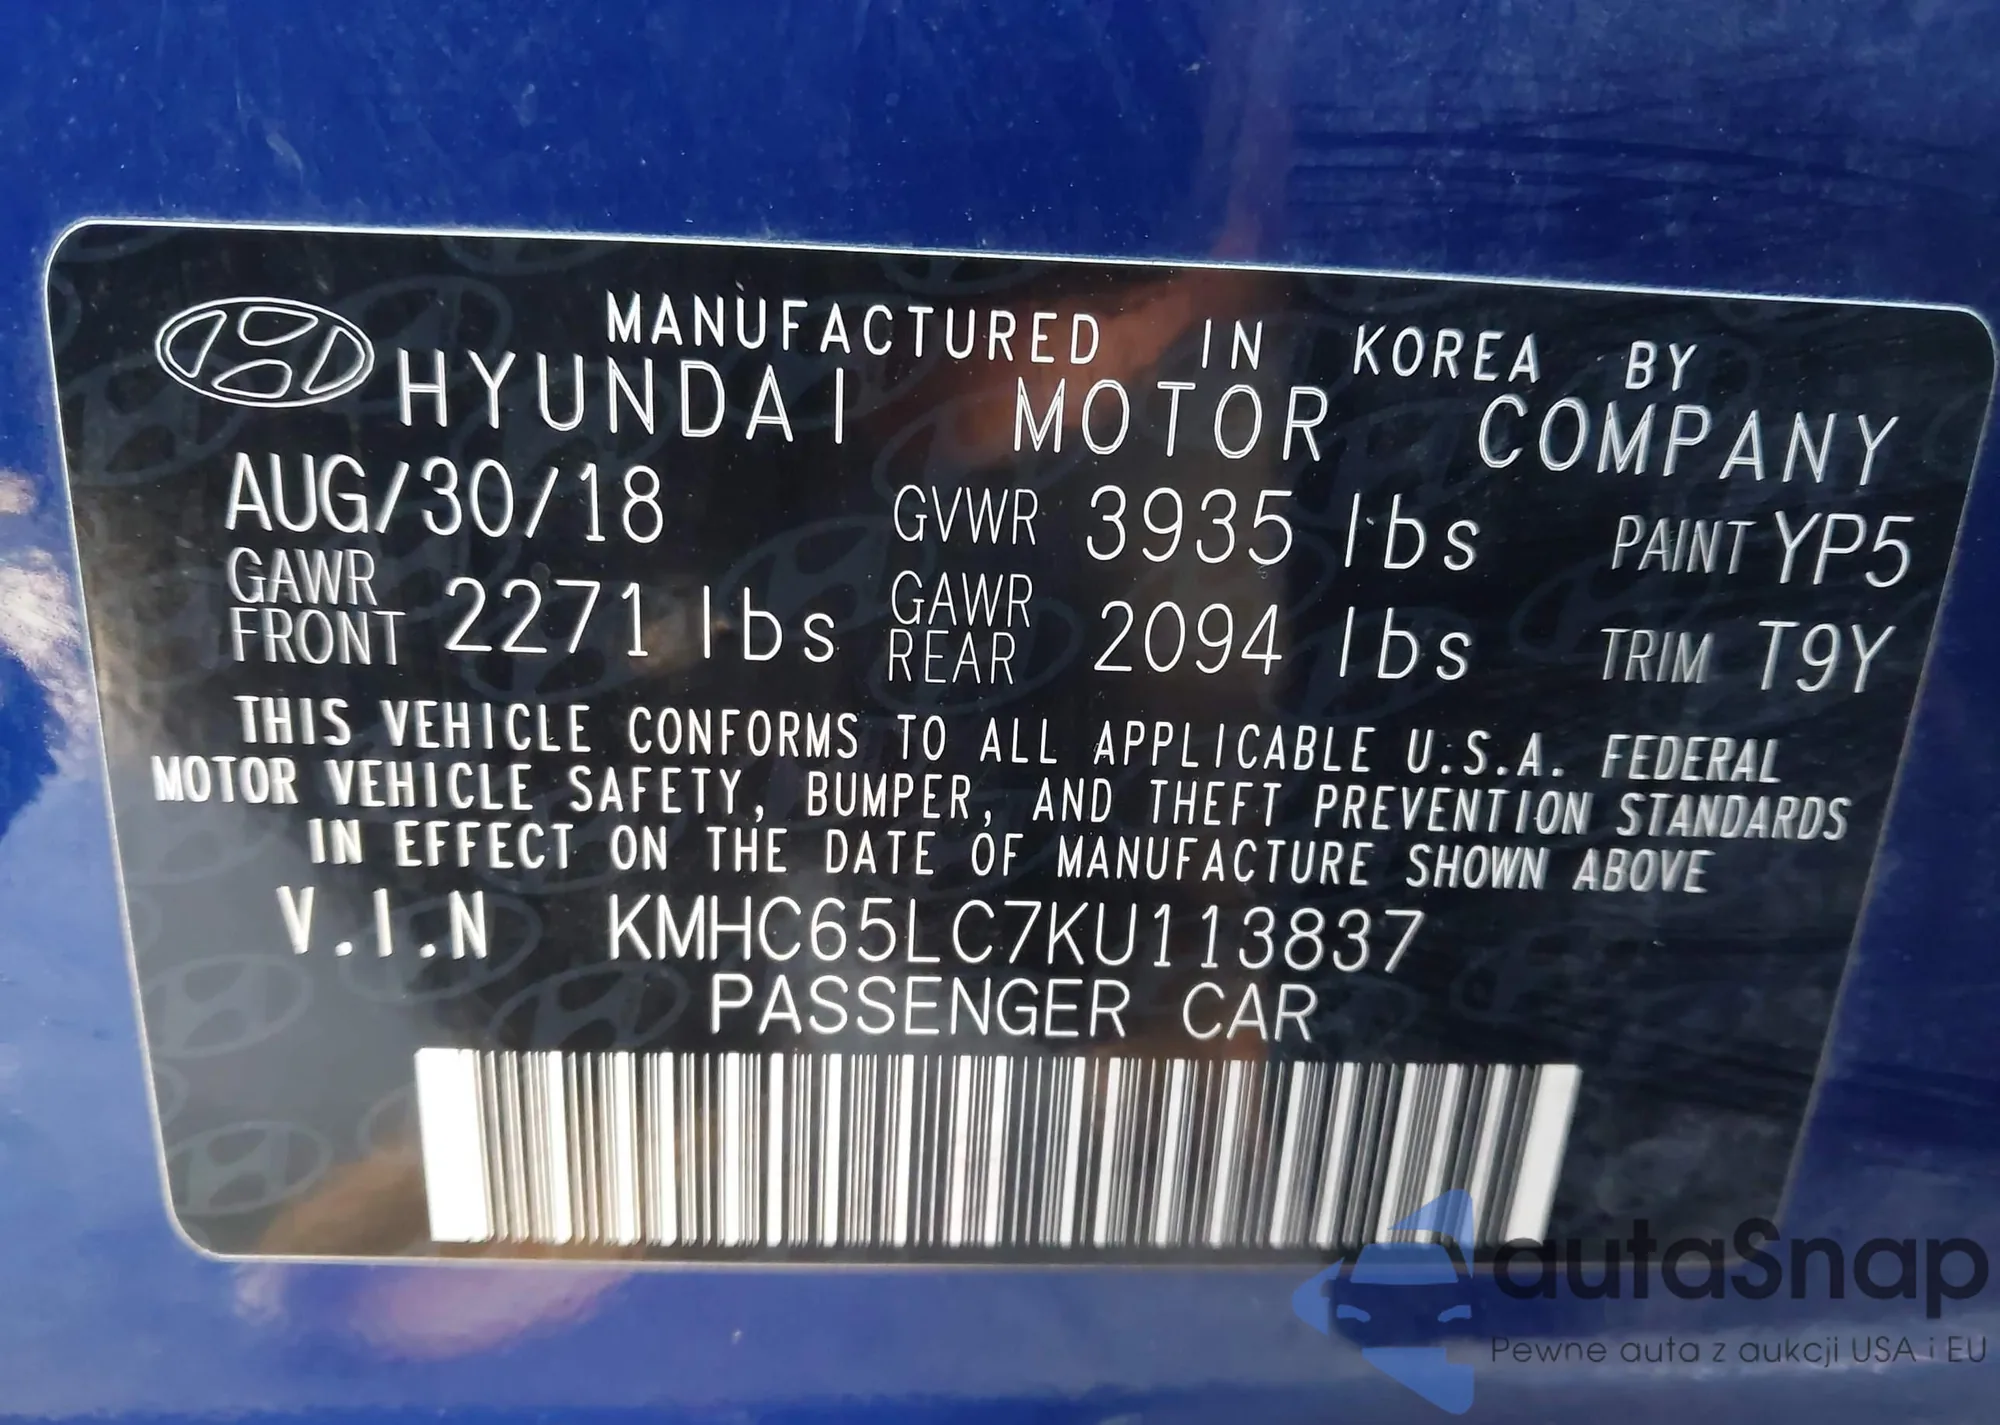 MANUFACTURED IN KOREA BY
HYUNDAI MOTOR COMPANY
AUG/30/18 GVWR 3935 lbs PAINT YP5
GAWR FRONT 2271 lbs GAWR REAR 2094 lbs TRIM T9Y
THIS VEHICLE CONFORMS TO ALL APPLICABLE U.S.A. FEDERAL
MOTOR VEHICLE SAFETY, BUMPER, AND THEFT PREVENTION STANDARDS
IN EFFECT ON THE DATE OF MANUFACTURE SHOWN ABOVE
V.I.N KMHC65LC7KU113837
PASSENGER CAR
autaSnap
Pewne auta z aukcji USA i EU